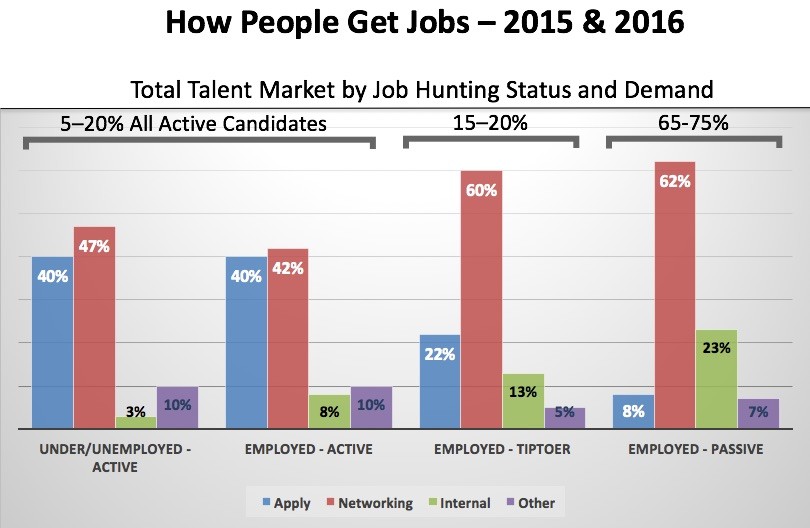 How People Get Jobs – 2015 & 2016
Total Talent Market by Job Hunting Status and Demand
5–20% All Active Candidates
15–20%
65-75%
40%
47%
3%
10%
40%
42%
8%
10%
22%
60%
13%
5%
8%
62%
23%
7%
UNDER/UNEMPLOYED -
ACTIVE
EMPLOYED - ACTIVE
EMPLOYED - TIPTOER
EMPLOYED - PASSIVE
Apply Networking Internal Other